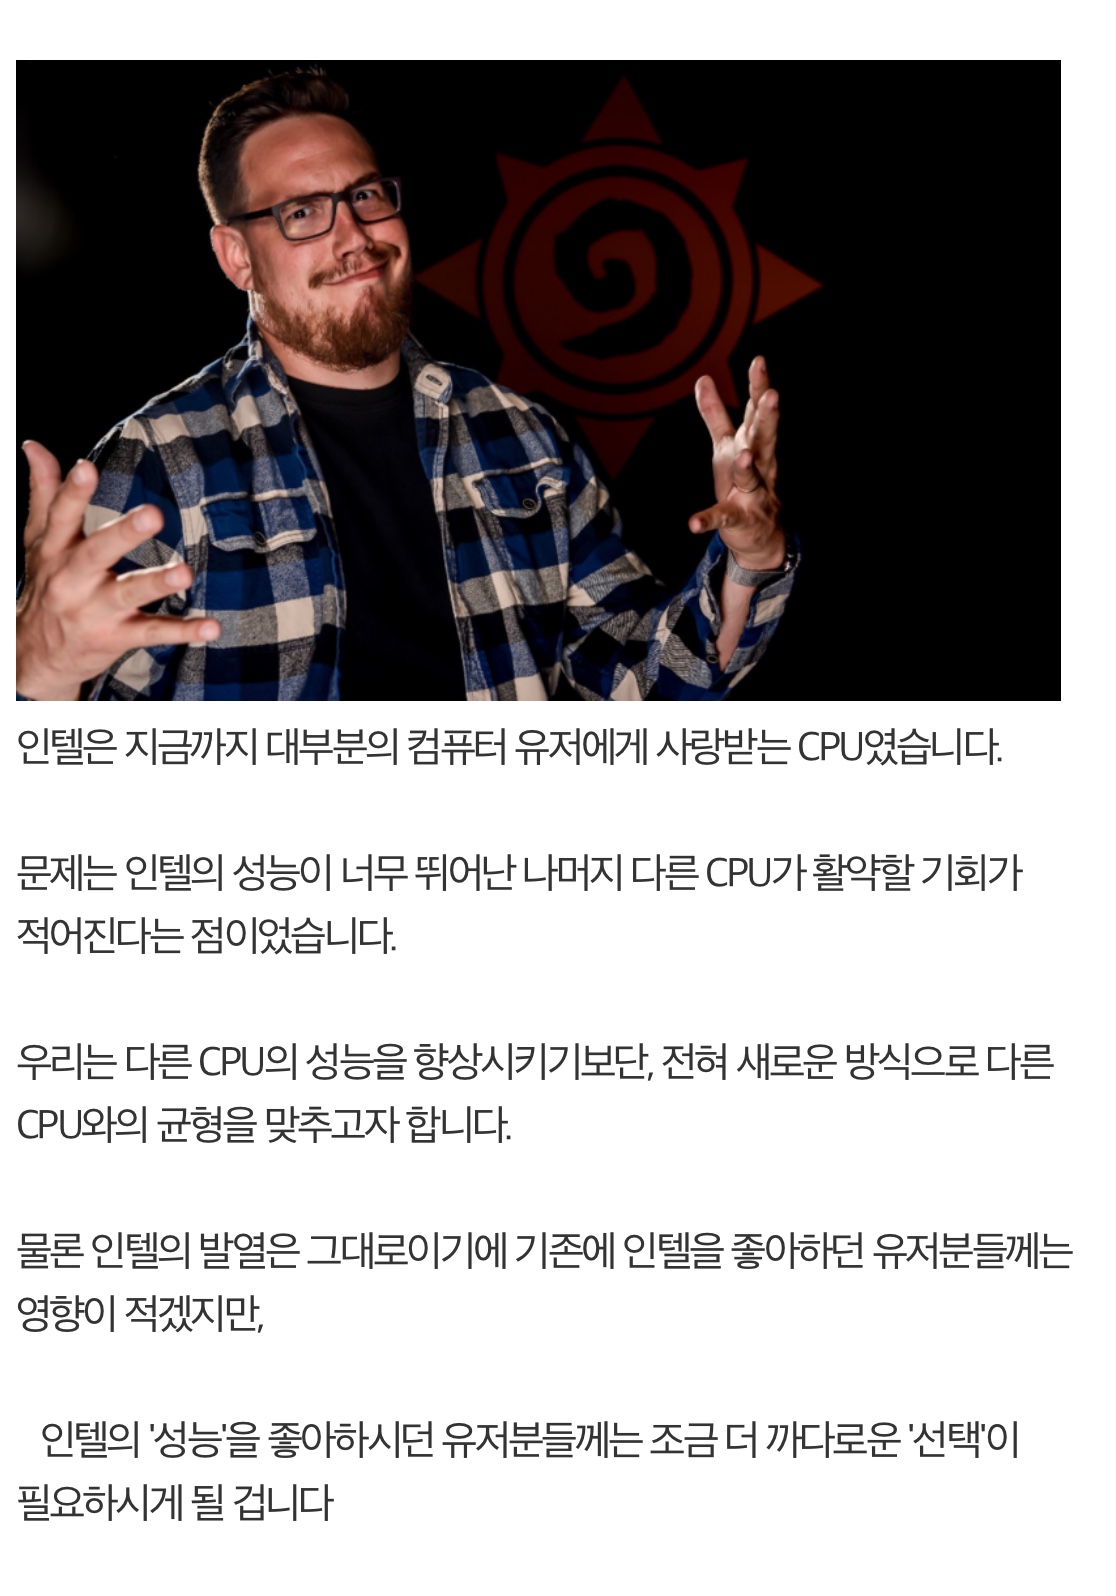 인텔은 지금까지 대부분의 컴퓨터 유저에게 사랑받는 CPU였습니다.
문제는 인텔의 성능이 너무 뛰어난 나머지 다른 CPU가 활약할 기회가
적어진다는 점이었습니다.
우리는 다른 CPU의 성능을 향상시키기보단, 전혀 새로운 방식으로 다른
CPU와의 균형을 맞추고자 합니다.
물론 인텔의 발열은 그대로이기에 기존에 인텔을 좋아하던 유저분들께는
영향이 적겠지만,
인텔의 '성능'을 좋아하시던 유저분들께는 조금 더 까다로운 '선택'이
필요하시게 될 겁니다